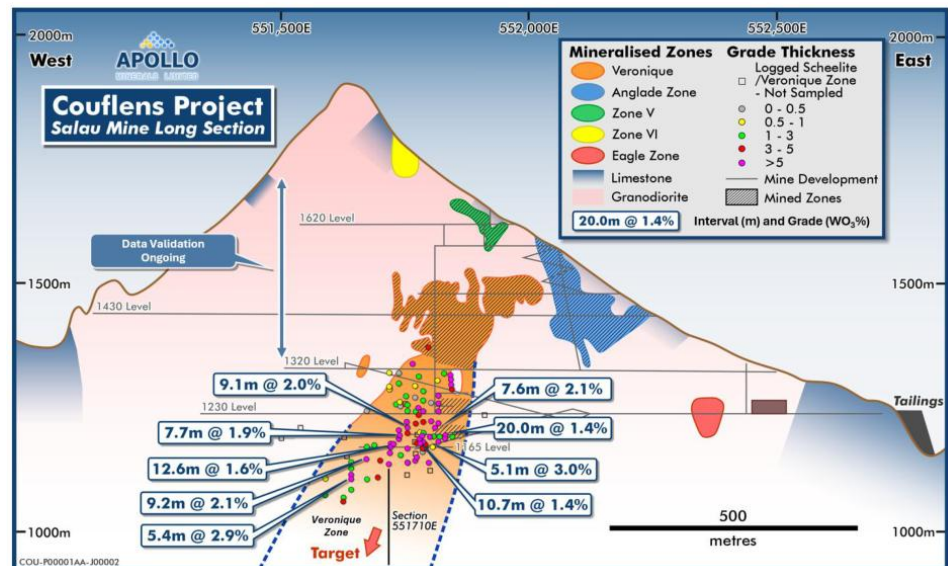 2000m
551,500
552,000
552,500
2000m
West
East
APOLLO
MINERALS LIMITED
Couflens Project
Salau Mine Long Section
Mineralised Zones
Veronique
Anglade Zone
Zone V
Zone VI
Eagle Zone
Limestone
Granodiorite
Grade Thickness
Logged Scheelite
/Veronique Zone
- Not Sampled
0 - 0.5
0.5 - 1
1 - 3
3 - 5
>5
Mine Development
Mined Zones
20.0m @ 1.4%
Interval (m) and Grade (WO₃%)
1620 Level
Data Validation
Ongoing
1500m
1500m
1430 Level
1320 Level
9.1m @ 2.0%
7.6m @ 2.1%
1230 Level
Tailings
7.7m @ 1.9%
20.0m @ 1.4%
1165 Level
12.6m @ 1.6%
5.1m @ 3.0%
9.2m @ 2.1%
10.7m @ 1.4%
5.4m @ 2.9%
Veronique
Zone
Target
Section
551710E
500
metres
1000m
1000m
COU-P00001AA-J00002